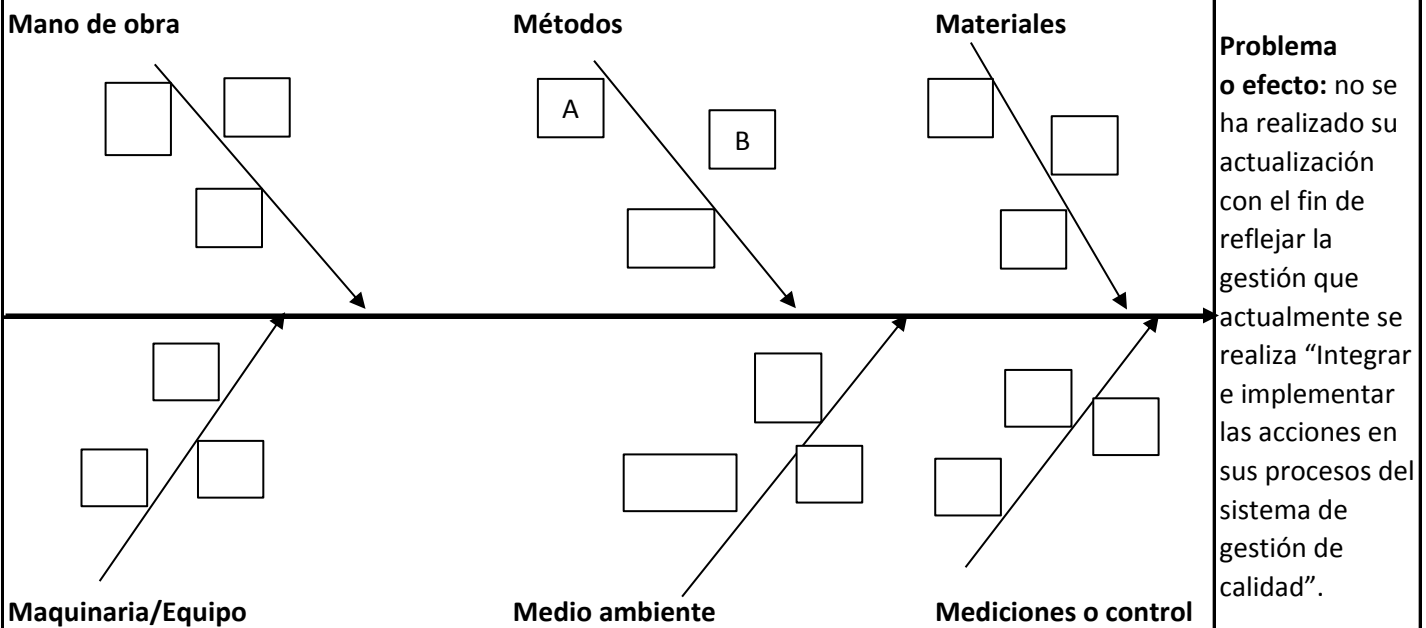 Mano de obra
Métodos
Materiales
A
B
Problema
o efecto: no se
ha realizado su
actualización
con el fin de
reflejar la
gestión que
actualmente se
realiza “Integrar
e implementar
las acciones en
sus procesos del
sistema de
gestión de
calidad”.
Maquinaria/Equipo
Medio ambiente
Mediciones o control